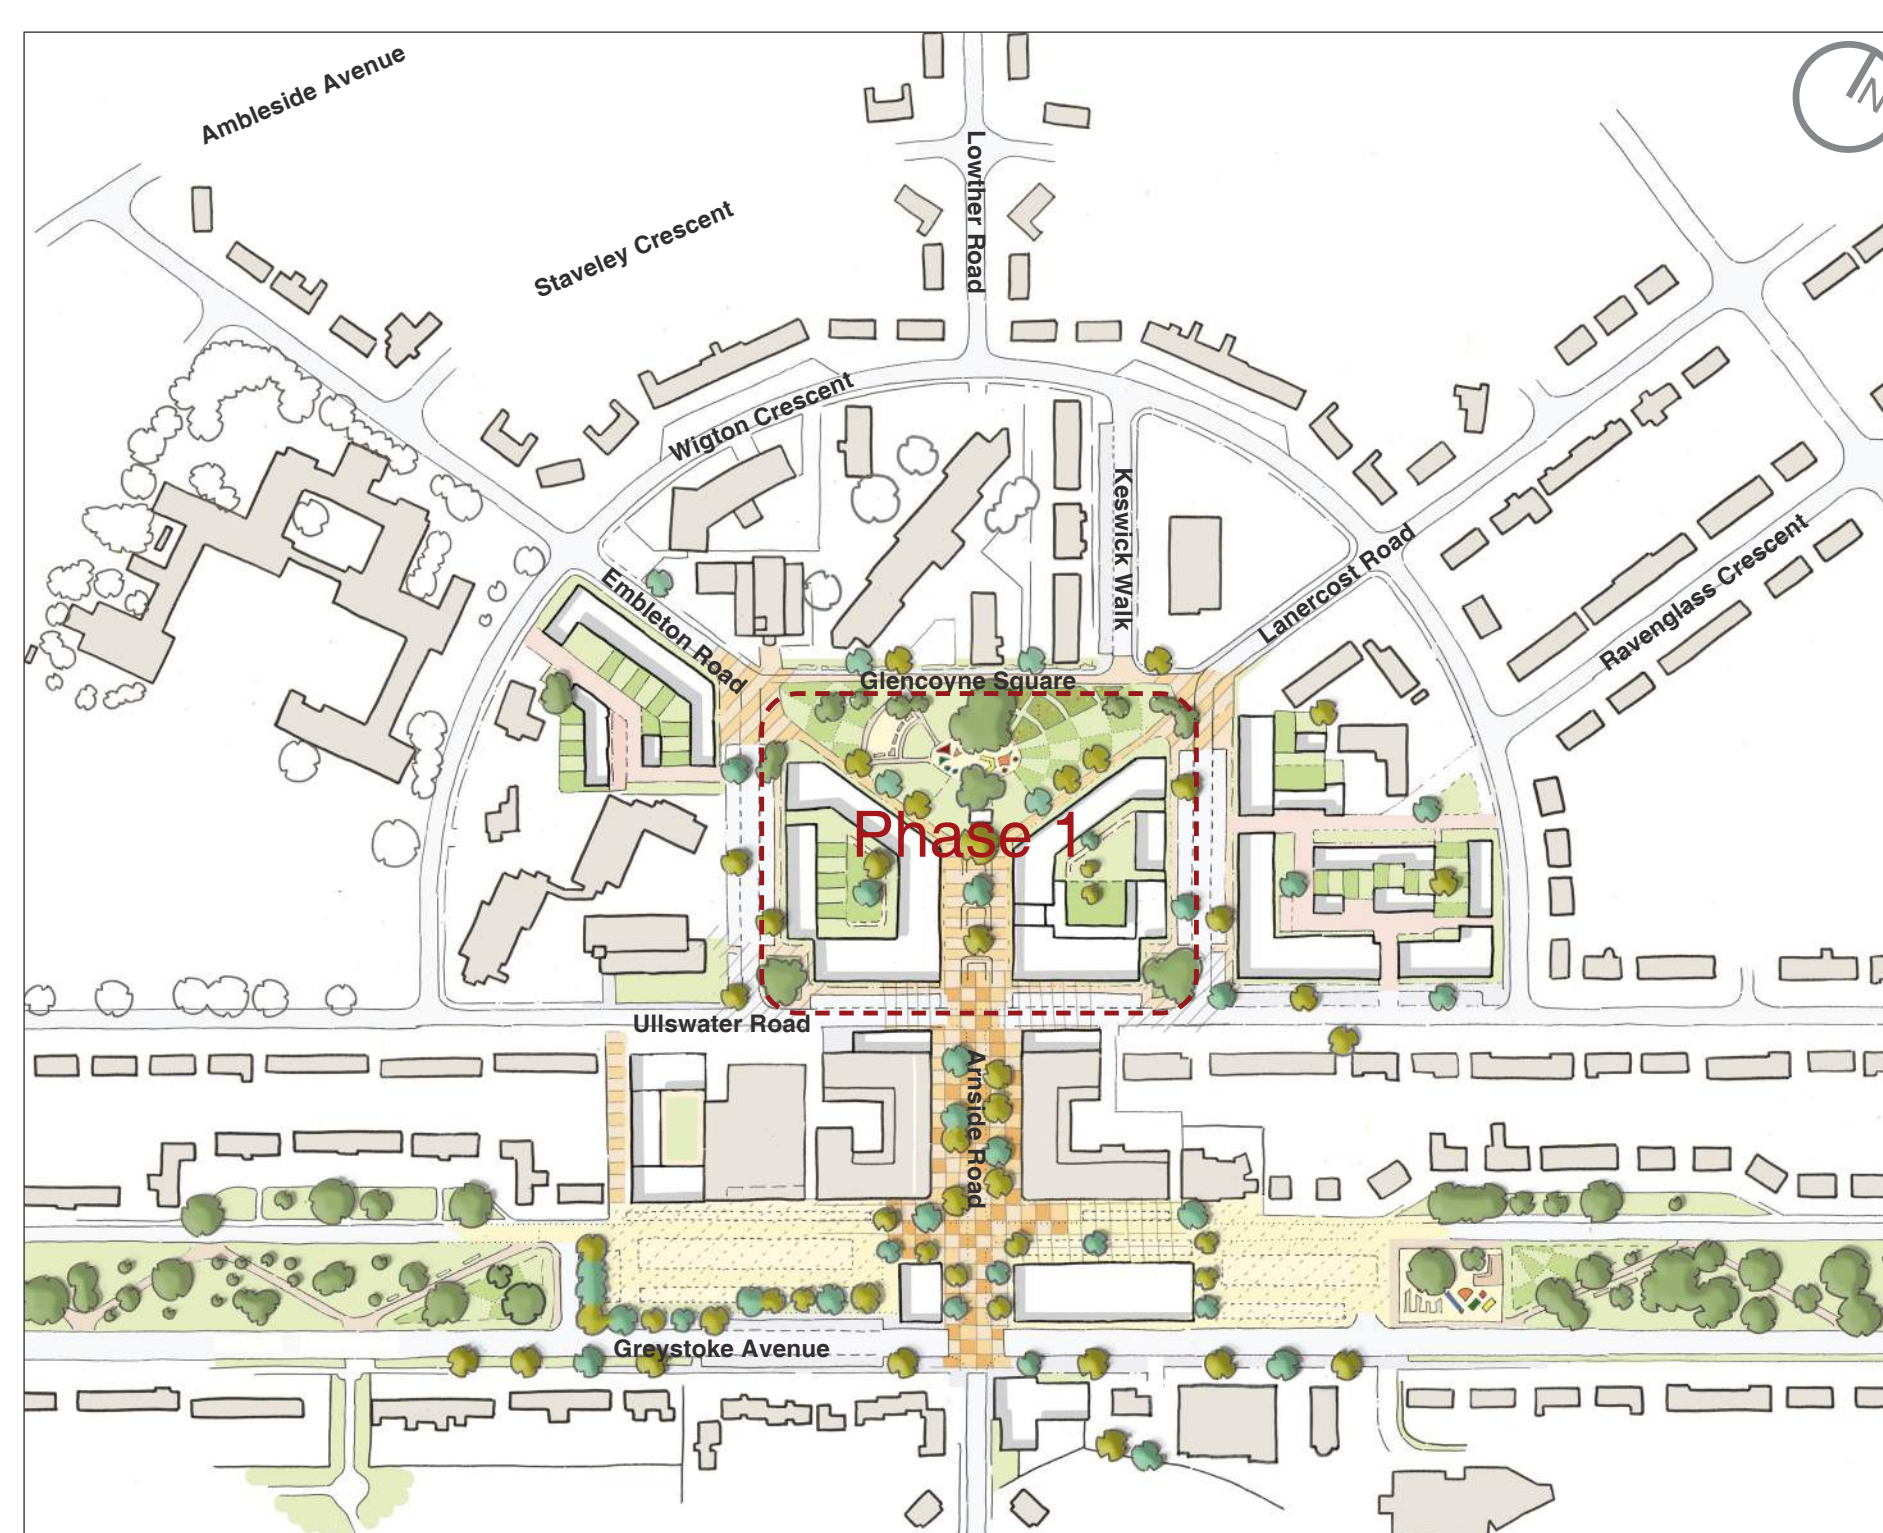 Ambleside Avenue
Staveley Crescent
Lowther Road
N
Wigton Crescent
Keswick Walk
Lanercost Road
Ravenglass Crescent
Embleton Road
Glencoyne Square
Phase 1
Ullswater Road
Arnside Road
Greystoke Avenue